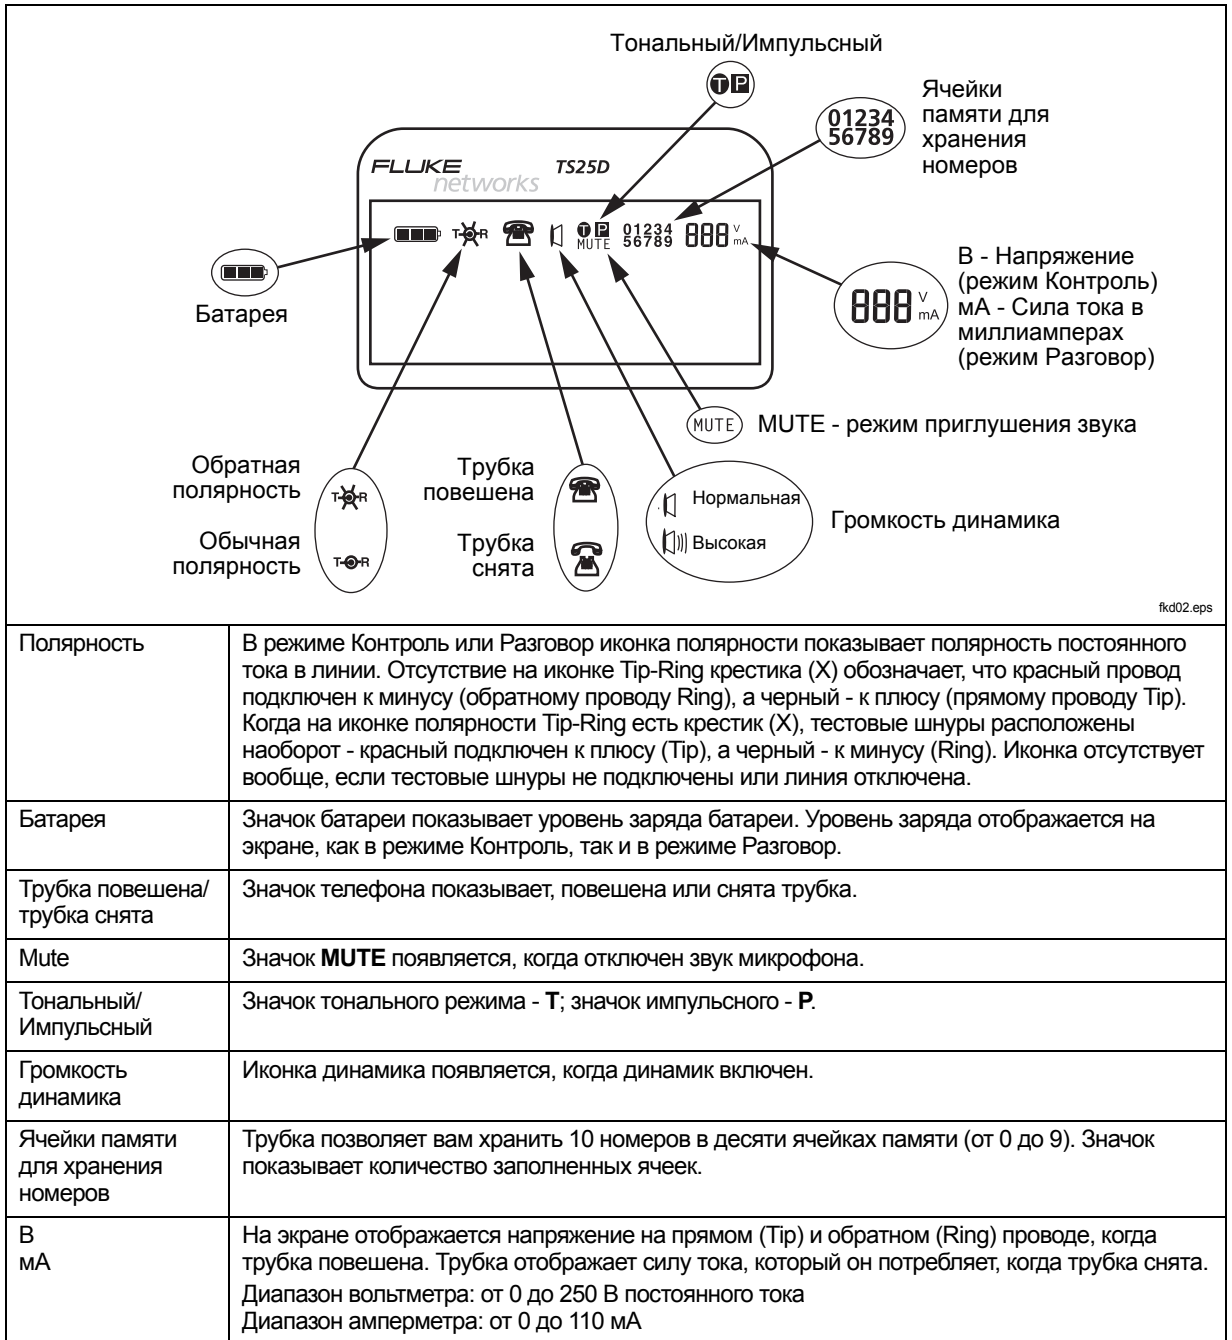 Тональный/Импульсный
TP
Ячейки
памяти для
хранения
номеров
01234
56789
FLUKE
networks
TS25D
T R
T P
MUTE
01234
56789
888 V
mA
Батарея
В - Напряжение
(режим Контроль)
мА - Сила тока в
миллиамперах
(режим Разговор)
888 V
mA
MUTE
MUTE - режим приглушения звука
Обратная
полярность
T R
Обычная
полярность
T R
Трубка
повешена
Трубка
снята
Нормальная
Высокая
Громкость динамика
fkd02.eps
Полярность
В режиме Контроль или Разговор иконка полярности показывает полярность постоянного
тока в линии. Отсутствие на иконке Tip-Ring крестика (X) обозначает, что красный провод
подключен к минусу (обратному проводу Ring), а черный - к плюсу (прямому проводу Tip).
Когда на иконке полярности Tip-Ring есть крестик (X), тестовые шнуры расположены
наоборот - красный подключен к плюсу (Tip), а черный - к минусу (Ring). Иконка отсутствует
вообще, если тестовые шнуры не подключены или линия отключена.
Батарея
Значок батареи показывает уровень заряда батареи. Уровень заряда отображается на
экране, как в режиме Контроль, так и в режиме Разговор.
Трубка повешена/
трубка снята
Значок телефона показывает, повешена или снята трубка.
Mute
Значок MUTE появляется, когда отключен звук микрофона.
Тональный/
Импульсный
Значок тонального режима - T; значок импульсного - P.
Громкость
динамика
Иконка динамика появляется, когда динамик включен.
Ячейки памяти
для хранения
номеров
Трубка позволяет вам хранить 10 номеров в десяти ячейках памяти (от 0 до 9). Значок
показывает количество заполненных ячеек.
В
мА
На экране отображается напряжение на прямом (Tip) и обратном (Ring) проводе, когда
трубка повешена. Трубка отображает силу тока, который он потребляет, когда трубка снята.
Диапазон вольтметра: от 0 до 250 В постоянного тока
Диапазон амперметра: от 0 до 110 мА